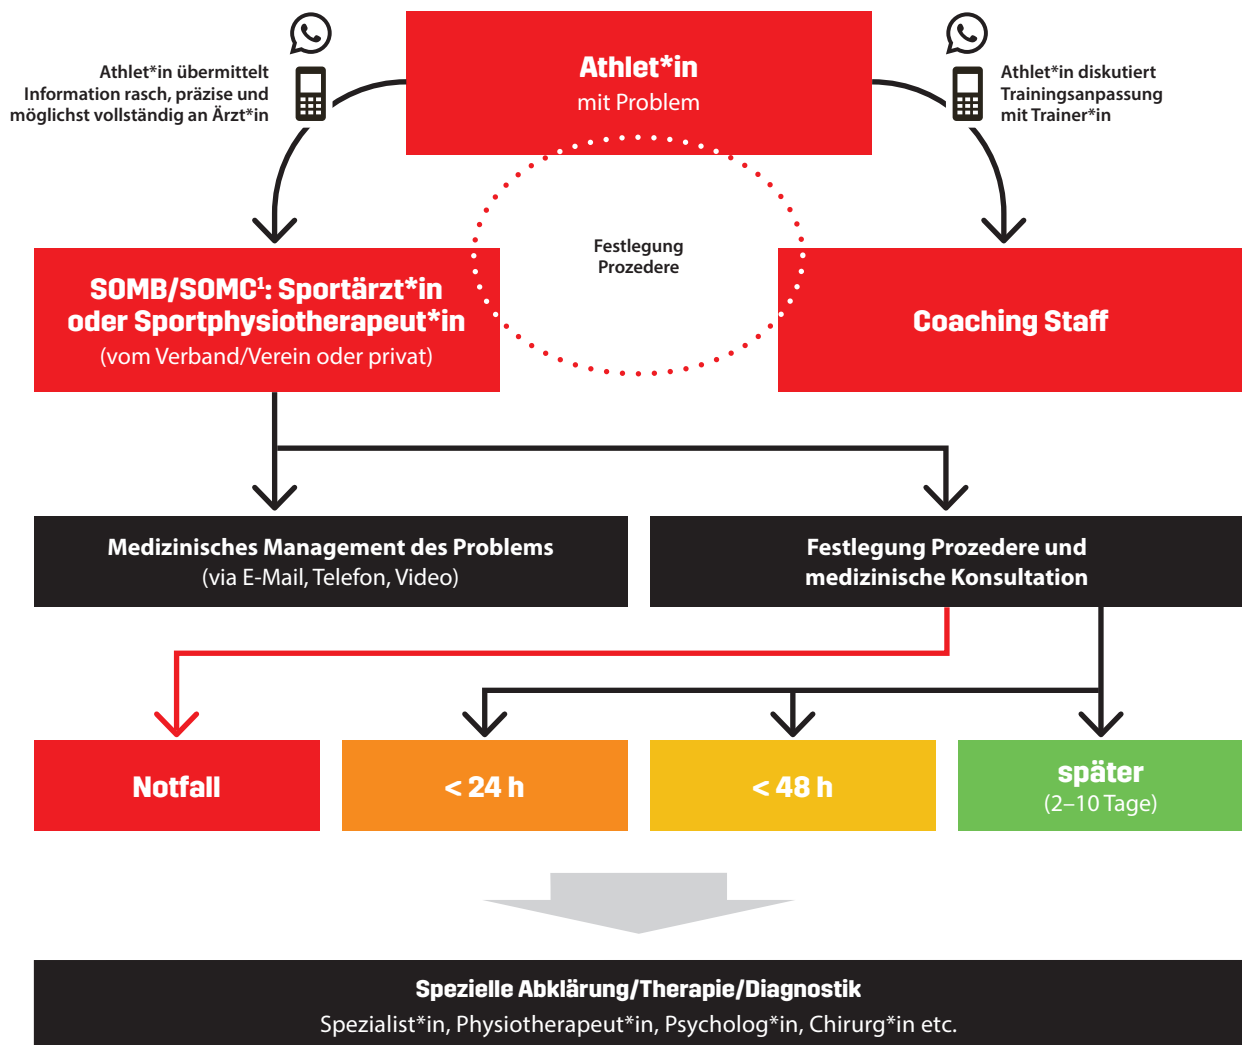 Athlet*in
mit Problem
Athlet*in übermittelt
Information rasch, präzise und
möglichst vollständig an Ärzt*in
Athlet*in diskutiert
Trainingsanpassung
mit Trainer*in
Festlegung
Prozedere
SOMB/SOMC¹: Sportärzt*in
oder Sportphysiotherapeut*in
(vom Verband/Verein oder privat)
Coaching Staff
Medizinisches Management des Problems
(via E-Mail, Telefon, Video)
Festlegung Prozedere und
medizinische Konsultation
Notfall
< 24 h
< 48 h
später
(2–10 Tage)
Spezielle Abklärung/Therapie/Diagnostik
Spezialist*in, Physiotherapeut*in, Psycholog*in, Chirurg*in etc.